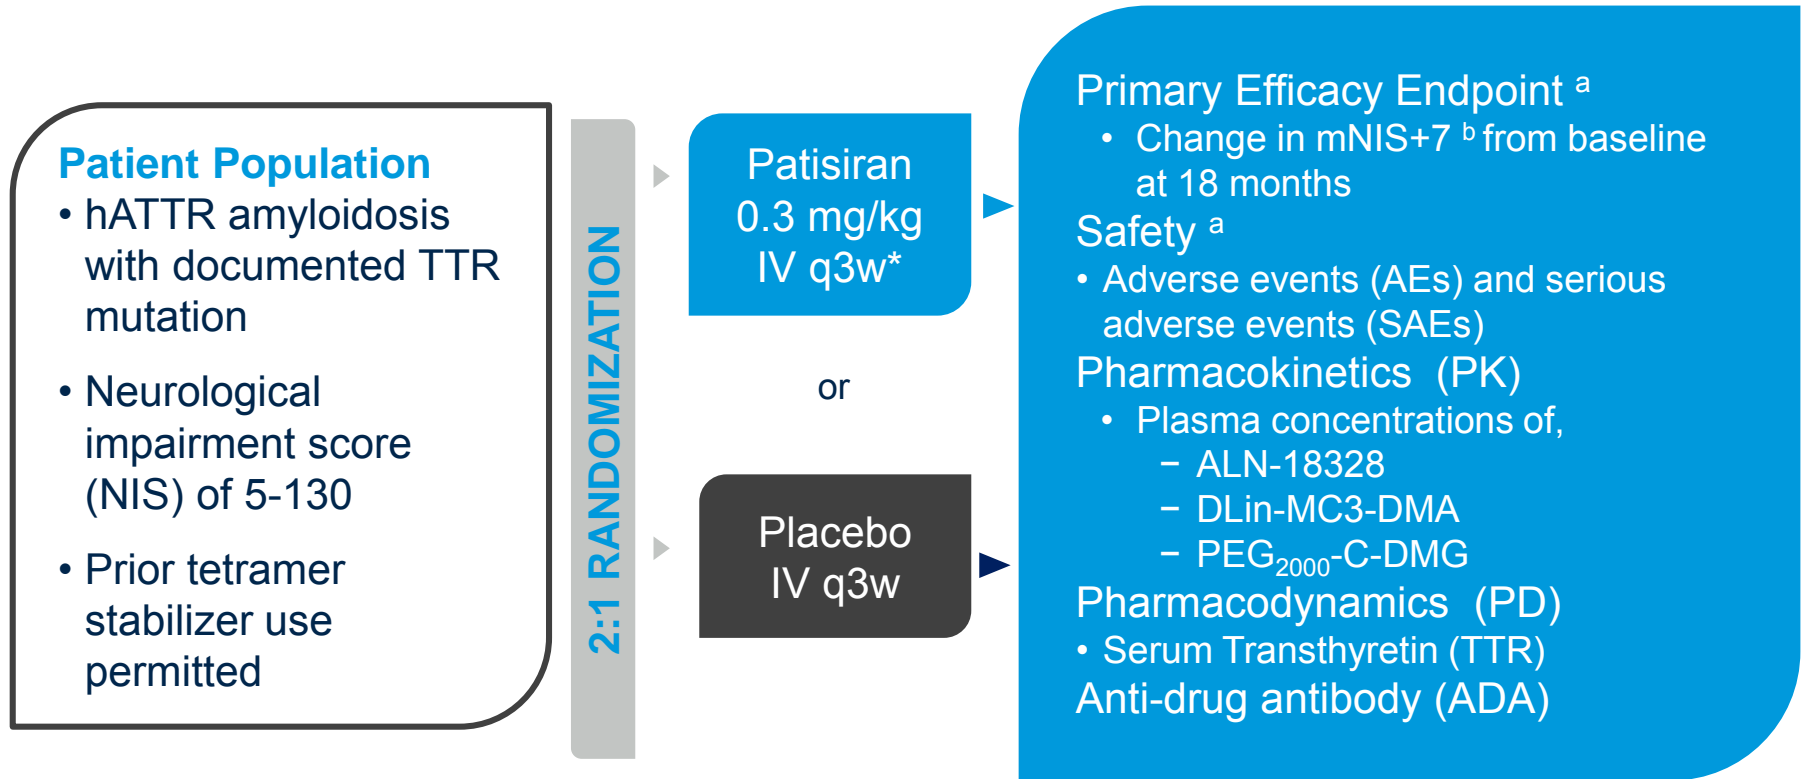 Patient Population
• hATTR amyloidosis
with documented TTR
mutation
• Neurological
impairment score
(NIS) of 5-130
• Prior tetramer
stabilizer use
permitted
2:1 RANDOMIZATION
Patisiran
0.3 mg/kg
IV q3w*
or
Placebo
IV q3w
Primary Efficacy Endpoint a
• Change in mNIS+7 b from baseline
at 18 months
Safety a
• Adverse events (AEs) and serious
adverse events (SAEs)
Pharmacokinetics (PK)
• Plasma concentrations of,
− ALN-18328
− DLin-MC3-DMA
− PEG2000-C-DMG
Pharmacodynamics (PD)
• Serum Transthyretin (TTR)
Anti-drug antibody (ADA)